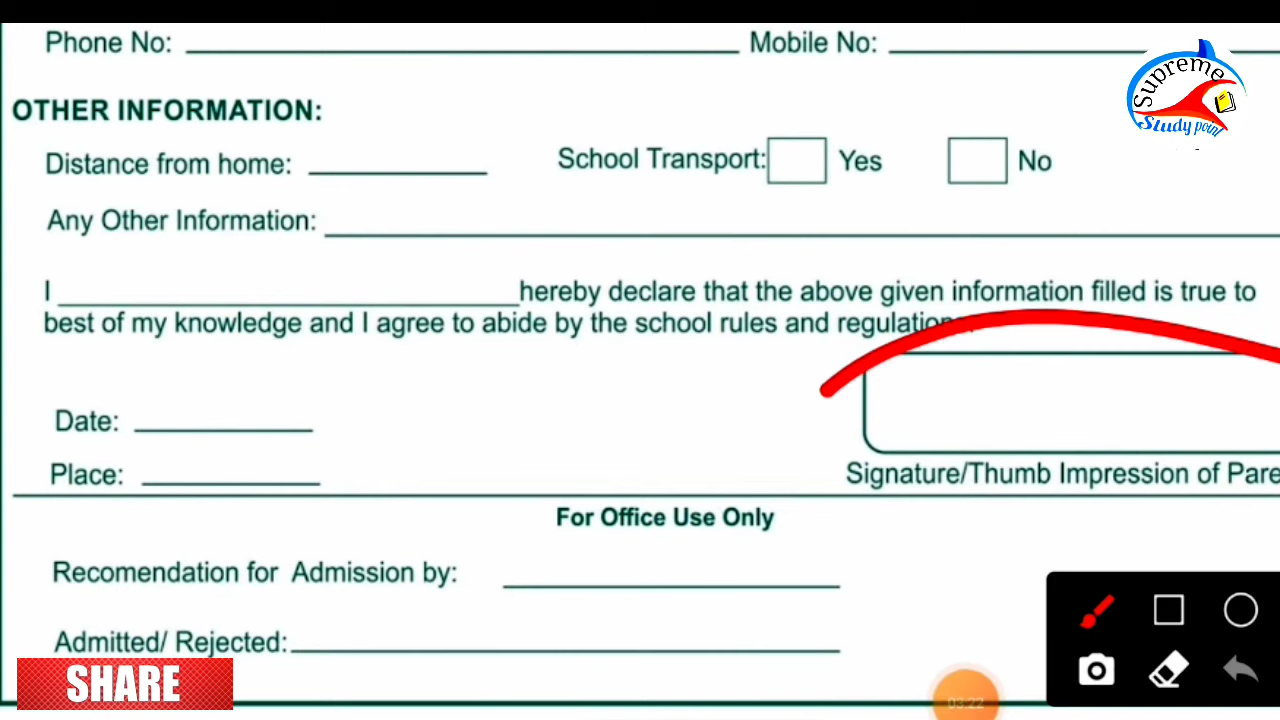 Phone No: Mobile No:
Supreme
Study point
OTHER INFORMATION:
Distance from home: School Transport: Yes No
Any Other Information:
I hereby declare that the above given information filled is true to
best of my knowledge and I agree to abide by the school rules and regulations.
Date:
Place:
Signature/Thumb Impression of Pare
For Office Use Only
Recomendation for Admission by:
Admitted/ Rejected:
SHARE
03:22